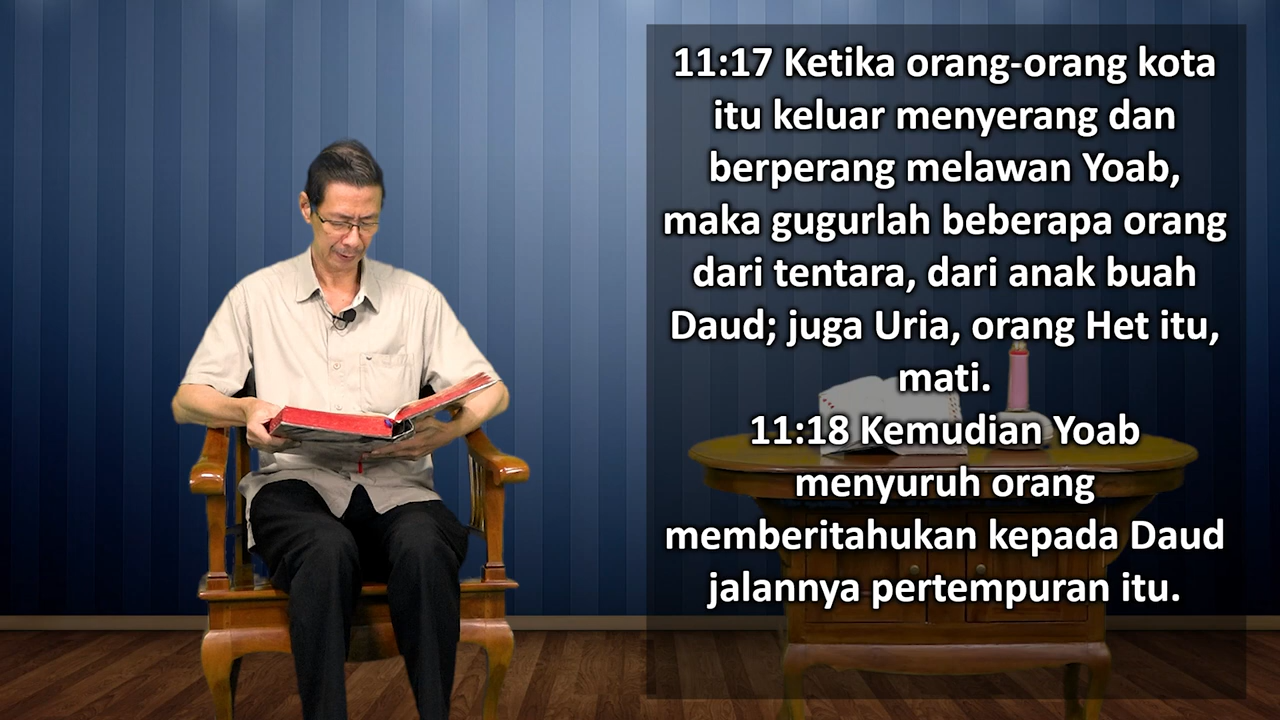 11:17 Ketika orang-orang kota
itu keluar menyerang dan
berperang melawan Yoab,
maka gugurlah beberapa orang
dari tentara, dari anak buah
Daud; juga Uria, orang Het itu,
mati.
11:18 Kemudian Yoab
menyuruh orang
memberitahukan kepada Daud
jalannya pertempuran itu.